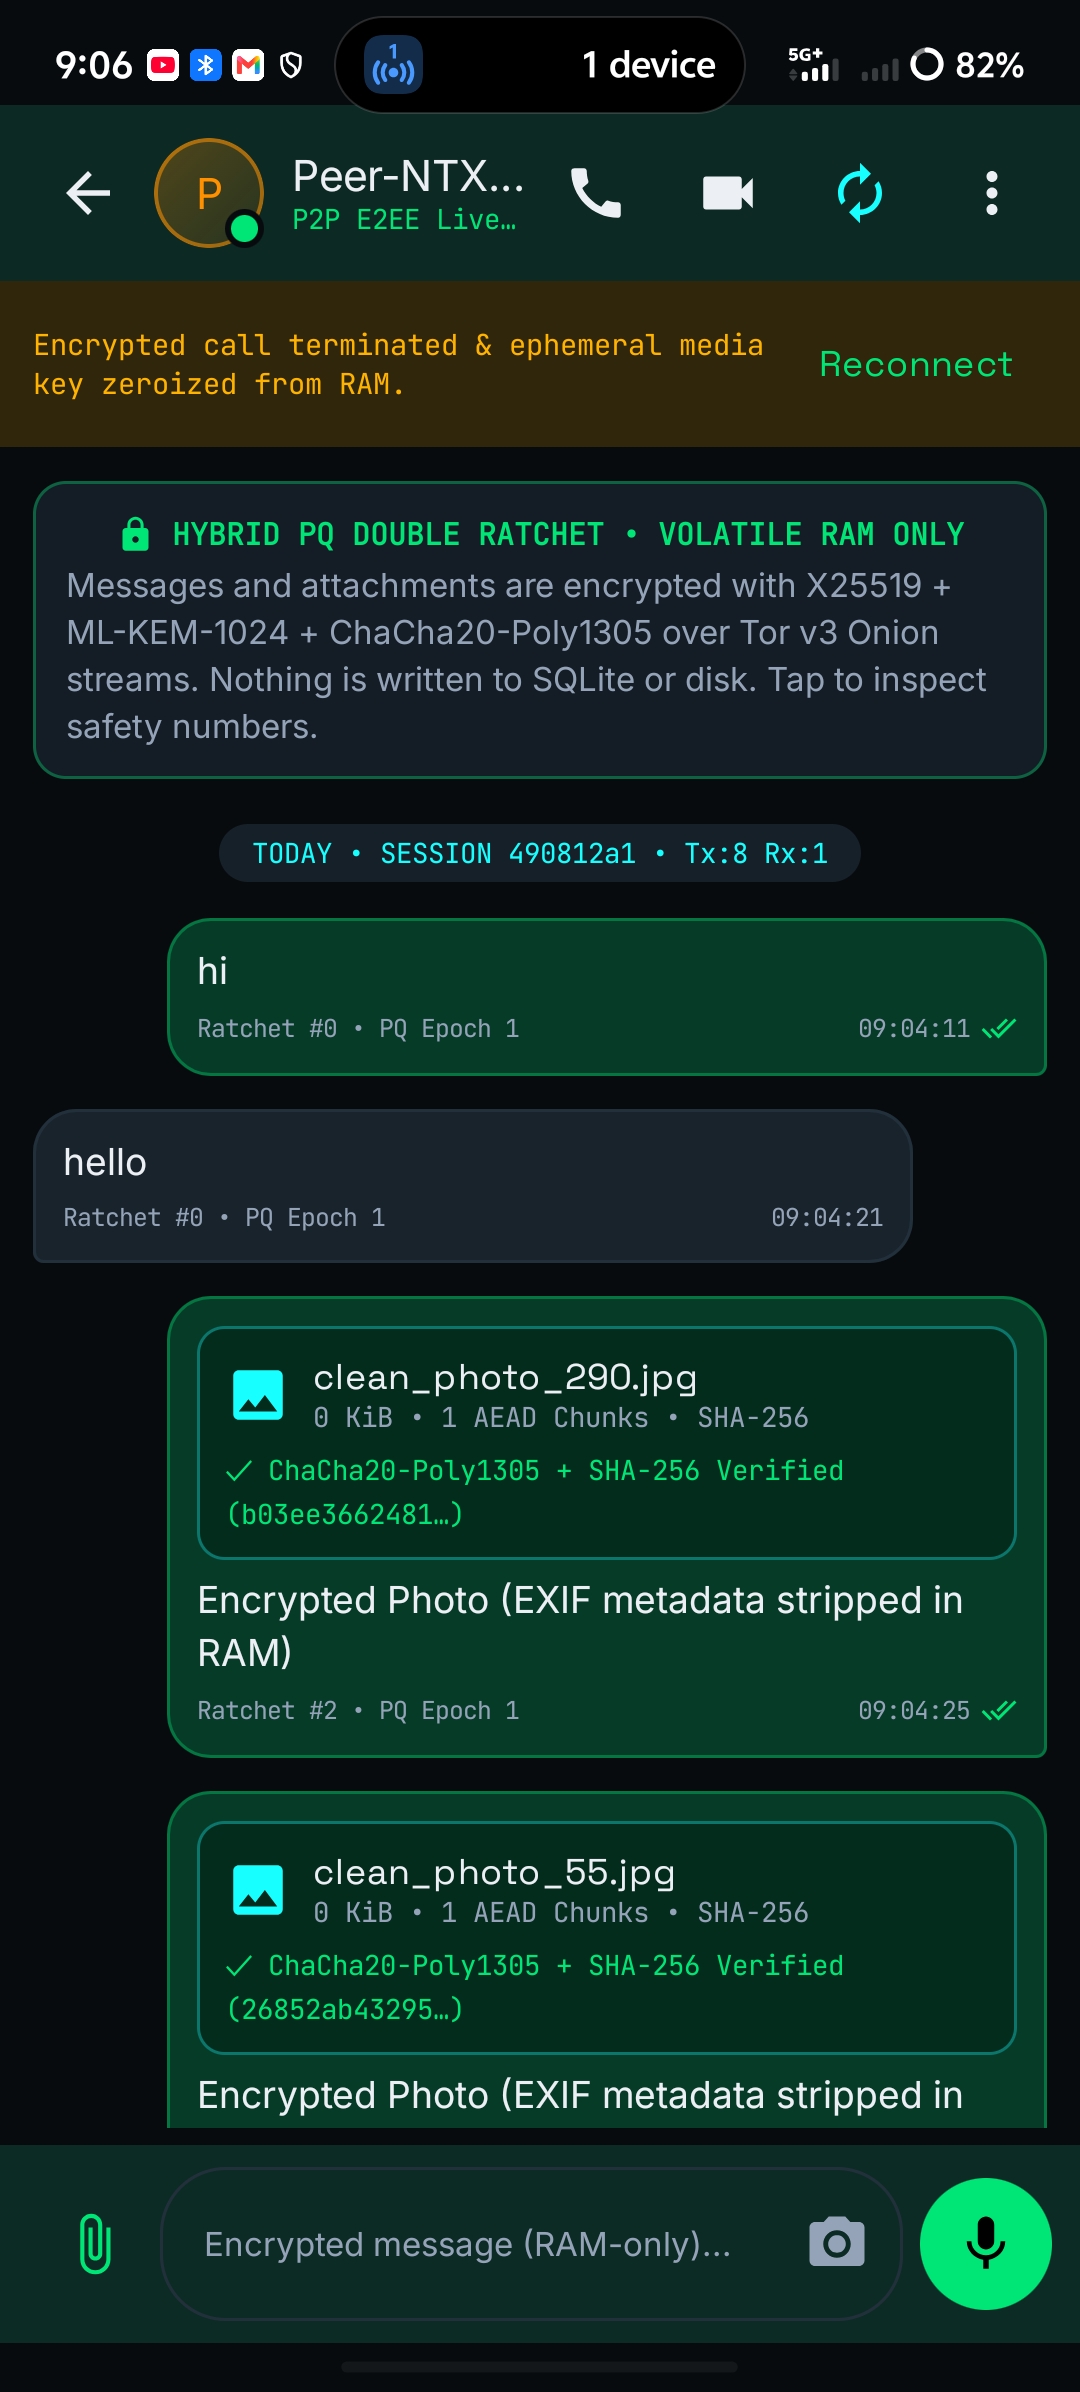 9:06
1
1 device
5G+
82%
P
Peer-NTX...
P2P E2EE Live…
Encrypted call terminated & ephemeral media
key zeroized from RAM.
Reconnect
HYBRID PQ DOUBLE RATCHET • VOLATILE RAM ONLY
Messages and attachments are encrypted with X25519 +
ML-KEM-1024 + ChaCha20-Poly1305 over Tor v3 Onion
streams. Nothing is written to SQLite or disk. Tap to inspect
safety numbers.
TODAY • SESSION 490812a1 • Tx:8 Rx:1
hi
Ratchet #0 • PQ Epoch 1 09:04:11
hello
Ratchet #0 • PQ Epoch 1 09:04:21
clean_photo_290.jpg
0 KiB • 1 AEAD Chunks • SHA-256
✓ ChaCha20-Poly1305 + SHA-256 Verified
(b03ee3662481…)
Encrypted Photo (EXIF metadata stripped in
RAM)
Ratchet #2 • PQ Epoch 1 09:04:25
clean_photo_55.jpg
0 KiB • 1 AEAD Chunks • SHA-256
✓ ChaCha20-Poly1305 + SHA-256 Verified
(26852ab43295…)
Encrypted Photo (EXIF metadata stripped in
Encrypted message (RAM-only)...